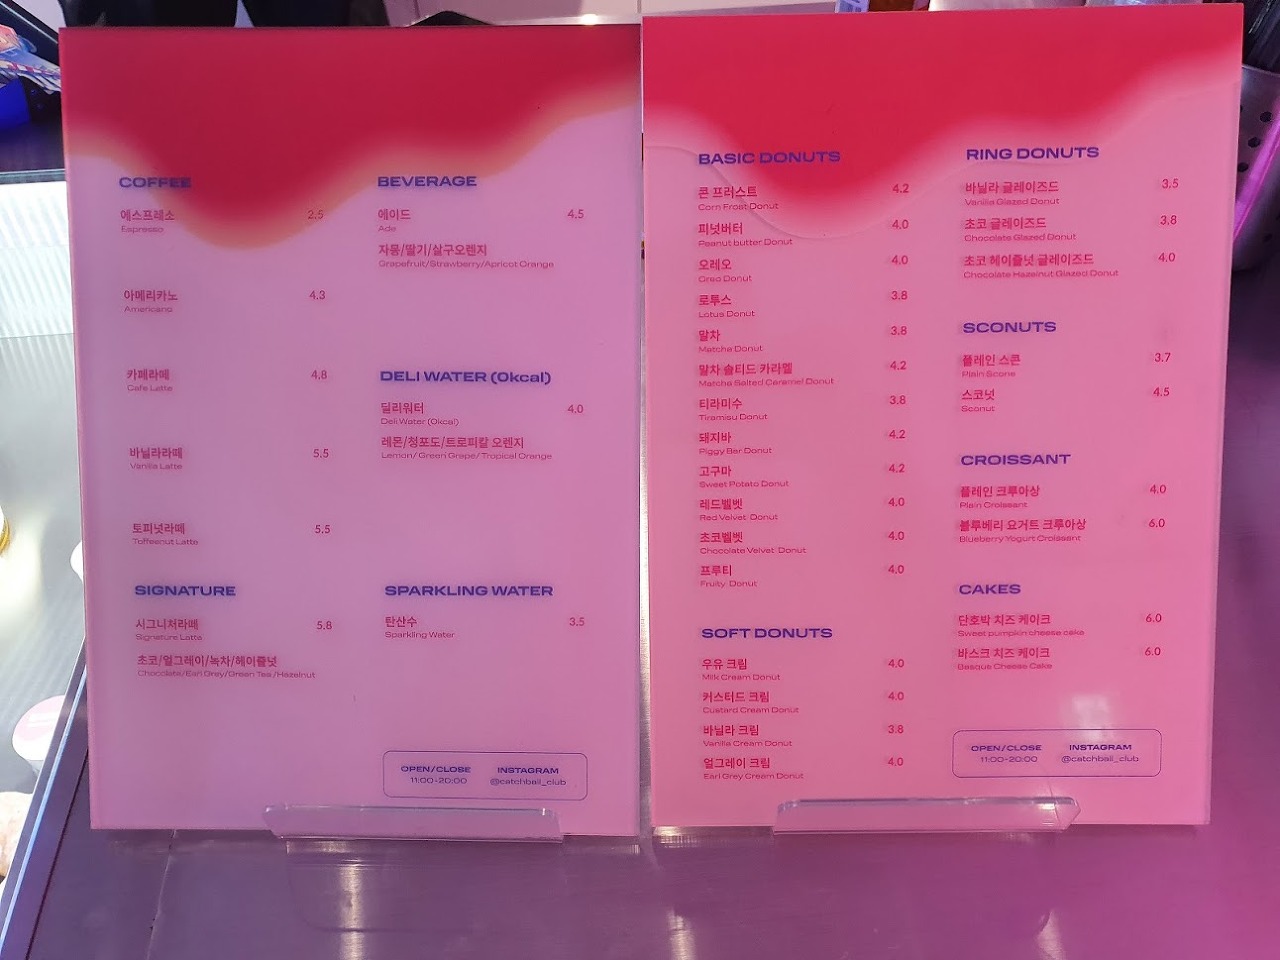 COFFEE
에스프레소 2.5
Espresso
아메리카노 4.3
Americano
카페라떼 4.8
Cafe Latte
바닐라라떼 5.5
Vanilla Latte
토피넛라떼 5.5
Toffeenut Latte
SIGNATURE
시그니처라떼 5.8
Signature Latte
초코/얼그레이/녹차/헤이즐넛
Chocolate/Earl Grey/Green Tea /Hazelnut
BEVERAGE
에이드 4.5
Ade
자몽/딸기/살구오렌지
Grapefruit/Strawberry/Apricot Orange
DELI WATER (0kcal)
딜리워터 4.0
Deli Water (0kcal)
레몬/청포도/트로피칼 오렌지
Lemon/ Green Grape/ Tropical Orange
SPARKLING WATER
탄산수 3.5
Sparkling Water
OPEN/CLOSE INSTAGRAM
11:00-20:00 @catchball_club
BASIC DONUTS
콘 프러스트 4.2
Corn Frost Donut
피넛버터 4.0
Peanut butter Donut
오레오 4.0
Oreo Donut
로투스 3.8
Lotus Donut
말차 3.8
Matcha Donut
말차 솔티드 카라멜 4.2
Matcha Salted Caramel Donut
티라미수 3.8
Tiramisu Donut
돼지바 4.2
Piggy Bar Donut
고구마 4.2
Sweet Potato Donut
레드벨벳 4.0
Red Velvet Donut
초코벨벳 4.0
Chocolate Velvet Donut
프루티 4.0
Fruity Donut
SOFT DONUTS
우유 크림 4.0
Milk Cream Donut
커스터드 크림 4.0
Custard Cream Donut
바닐라 크림 3.8
Vanilla Cream Donut
얼그레이 크림 4.0
Earl Grey Cream Donut
RING DONUTS
바닐라 글레이즈드 3.5
Vanilla Glazed Donut
초코 글레이즈드 3.8
Chocolate Glazed Donut
초코 헤이즐넛 글레이즈드 4.0
Chocolate Hazelnut Glazed Donut
SCONUTS
플레인 스콘 3.7
Plain Scone
스코넛 4.5
Sconut
CROISSANT
플레인 크루아상 4.0
Plain Croissant
블루베리 요거트 크루아상 6.0
Blueberry Yogurt Croissant
CAKES
단호박 치즈 케이크 6.0
Sweet pumpkin cheese cake
바스크 치즈 케이크 6.0
Basque Cheese Cake
OPEN/CLOSE INSTAGRAM
11:00-20:00 @catchball_club